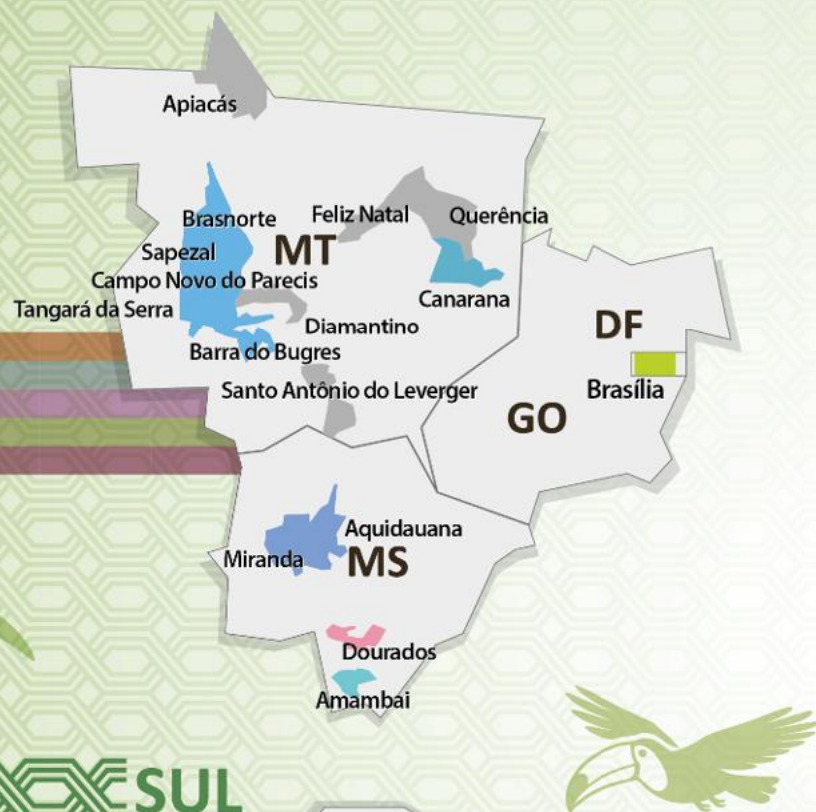 Apiacás
Brasnorte
Feliz Natal
Querência
MT
Sapezal
Campo Novo do Parecis
Canarana
Tangará da Serra
Diamantino
Barra do Bugres
DF
Santo Antônio do Leverger
Brasília
GO
Aquidauana
Miranda
MS
Dourados
Amambai
SUL